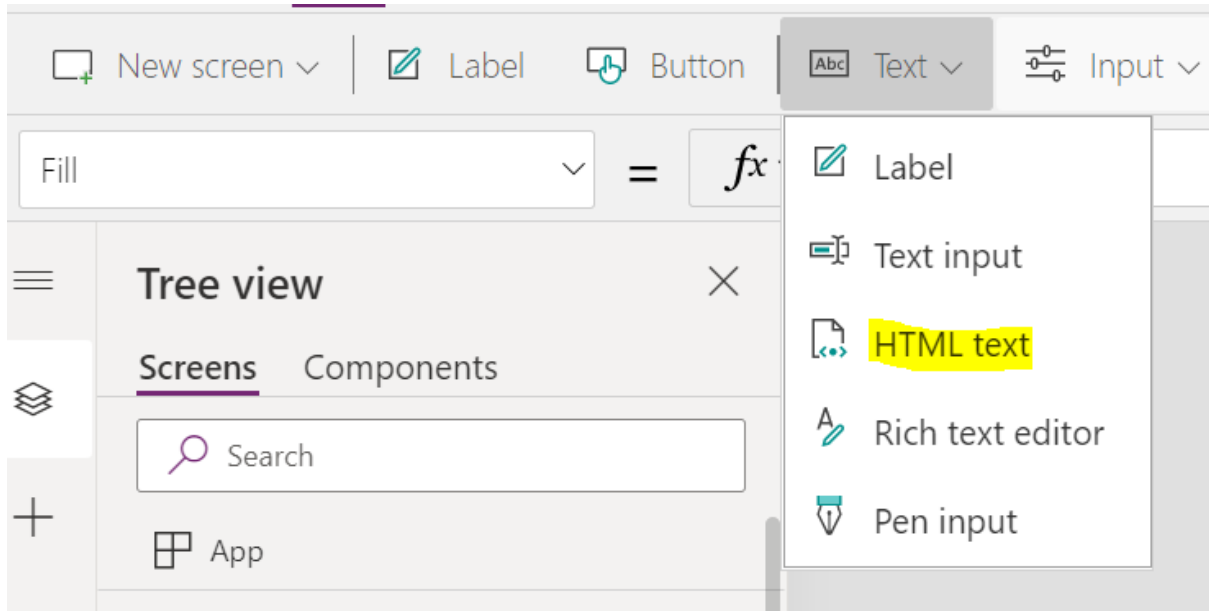 New screen Label Button Abc Text Input
Fill = fx
Label
Text input
HTML text
Rich text editor
Pen input
Tree view
Screens Components
Search
App